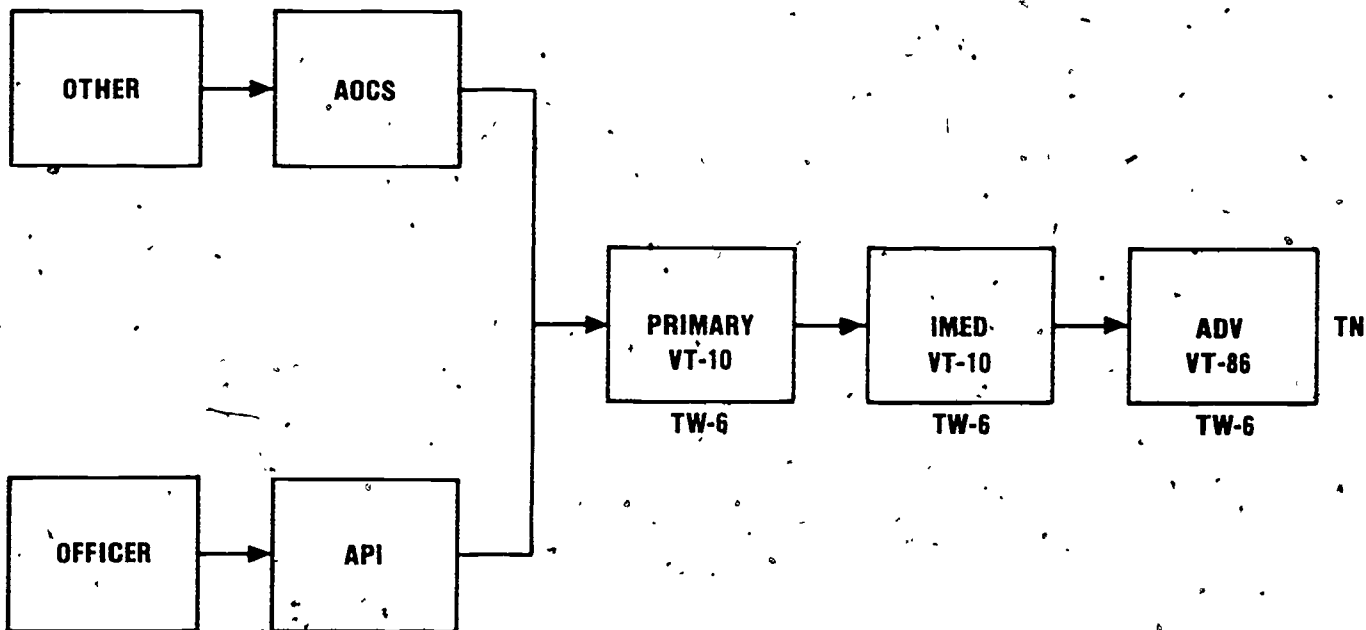 OTHER
AOCS
PRIMARY
VT-10
TW-6
IMED
VT-10
TW-6
ADV
VT-86
TW-6
TN
OFFICER
API